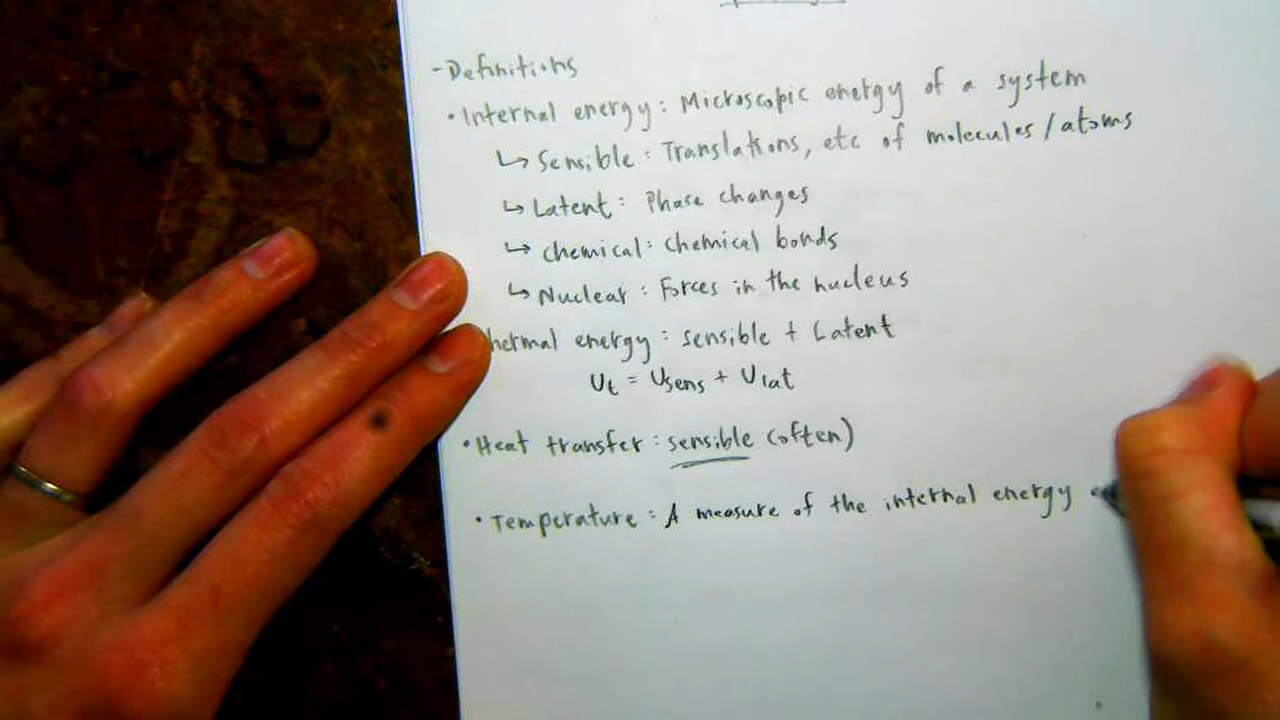 - Definitions
• Internal energy: Microscopic energy of a system
↳ Sensible: Translations, etc of molecules/atoms
↳ Latent: Phase changes
↳ chemical: chemical bonds
↳ Nuclear: Forces in the nucleus
hermal energy: sensible + Latent
Ut = Usens + Ulat
• Heat transfer: sensible (often)
• Temperature: A measure of the internal energy